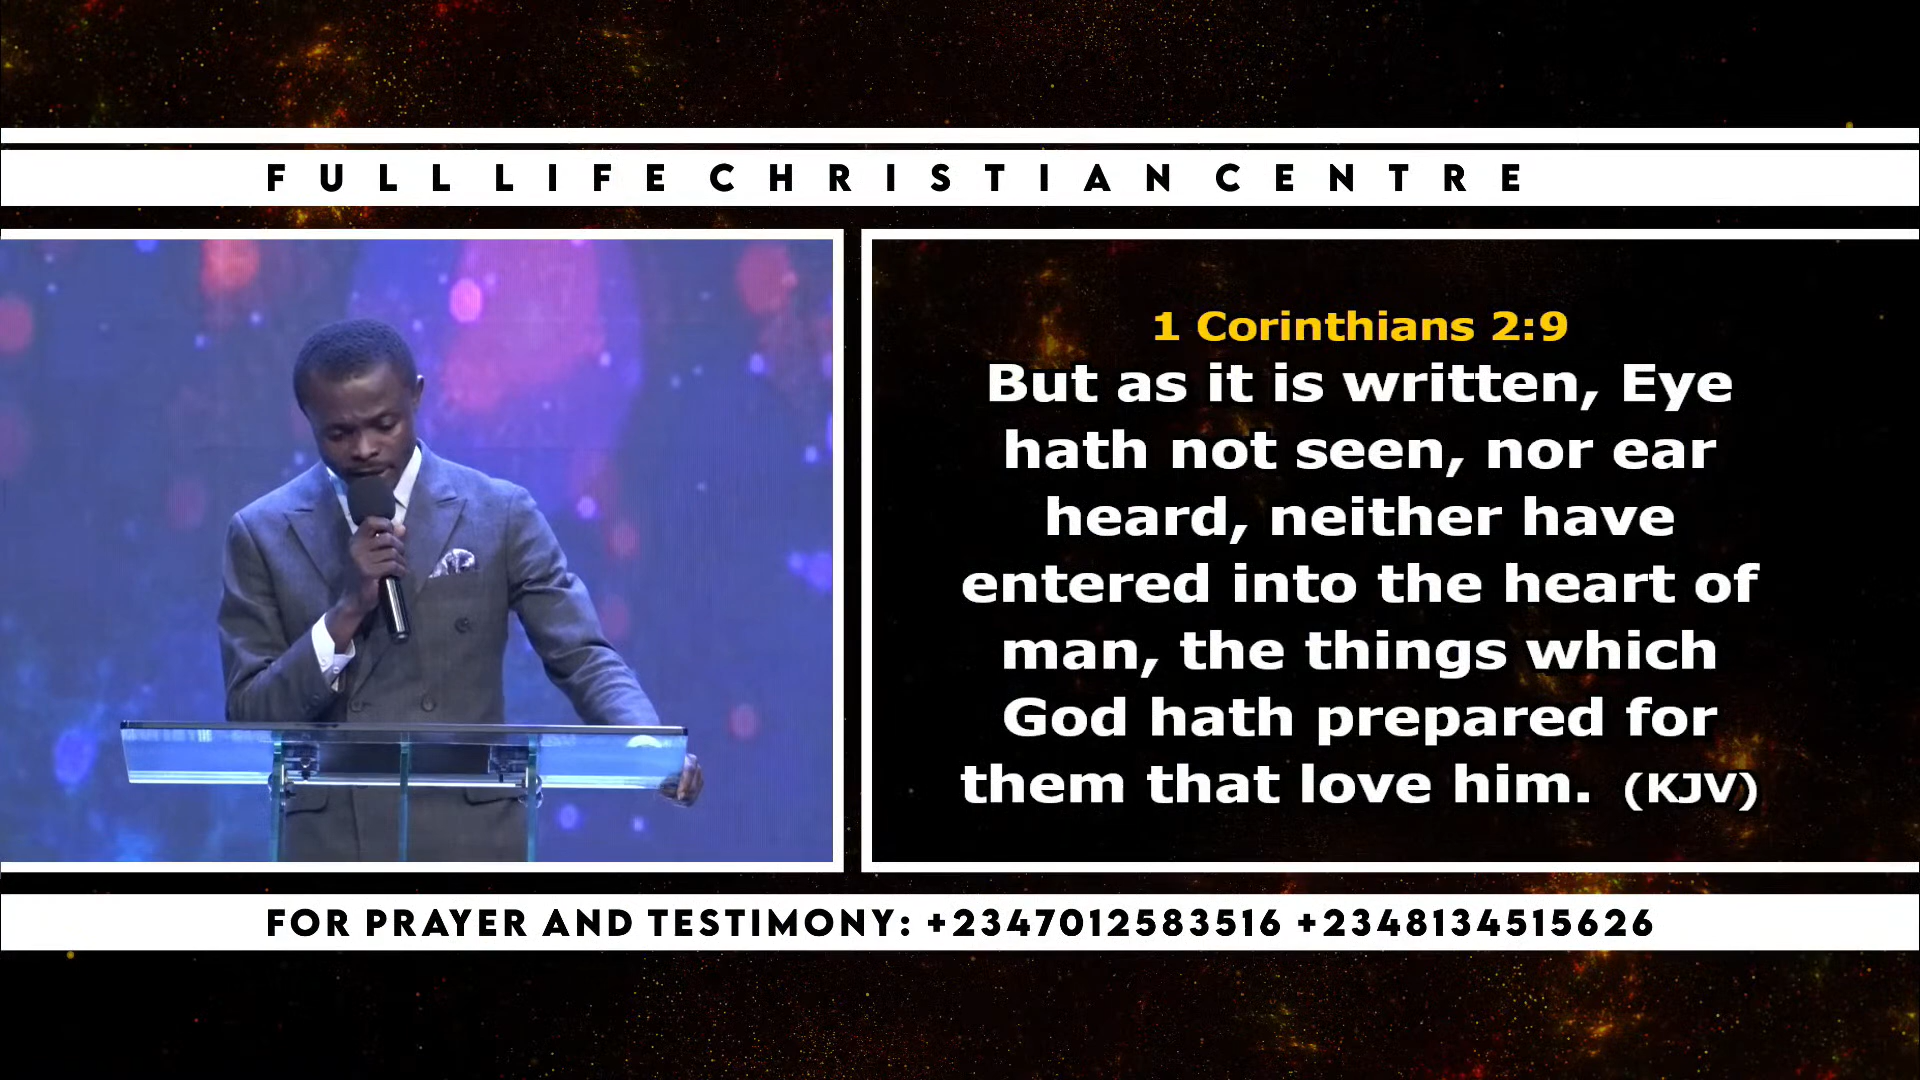 FULL LIFE CHRISTIAN CENTRE
1 Corinthians 2:9
But as it is written, Eye
hath not seen, nor ear
heard, neither have
entered into the heart of
man, the things which
God hath prepared for
them that love him. (KJV)
FOR PRAYER AND TESTIMONY: +2347012583516 +2348134515626